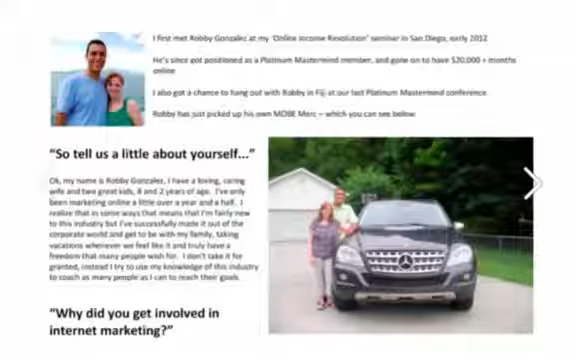 I first met Robby Gonzalez at my 'Online Income Revolution' seminar in San Diego, early 2012
He's since got positioned as a Platinum Mastermind member, and gone on to have $20,000 + months
online
I also got a chance to hang out with Robby in Fiji at our last Platinum Mastermind conference
Robby has just picked up his own MOBE Merc – which you can see below:
"So tell us a little about yourself..."
Ok, my name is Robby Gonzalez, I have a loving, caring
wife and two great kids, 8 and 2 years of age. I've only
been marketing online a little over a year and a half. I
realize that in some ways that means that I'm fairly new
to this industry but I've successfully made it out of the
corporate world and get to be with my family, taking
vacations whenever we feel like it and truly have a
freedom that many people wish for. I don't take it for
granted, instead I try to use my knowledge of this industry
to coach as many people as I can to reach their goals.
"Why did you get involved in
internet marketing?"